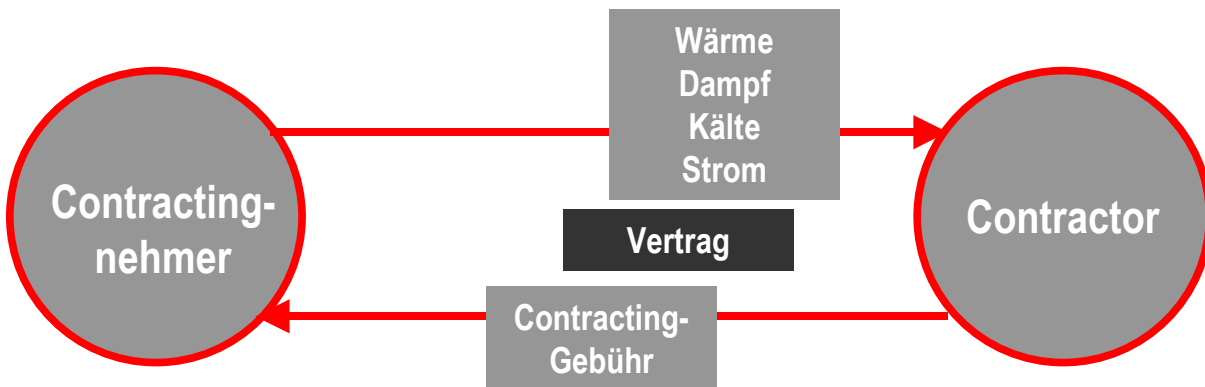 Wärme
Dampf
Kälte
Strom
Contracting-
nehmer
Contractor
Vertrag
Contracting-
Gebühr